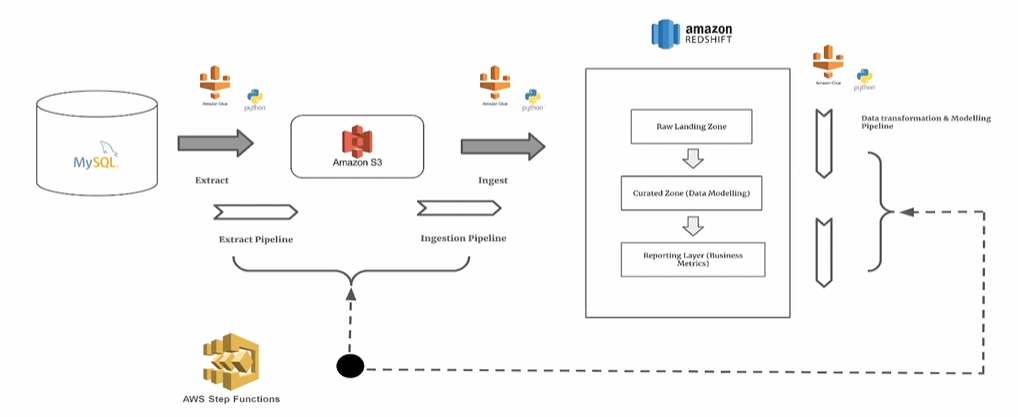 amazon
REDSHIFT
Amazon Glue
python
Amazon Glue
python
Amazon Glue
python
MySQL
Amazon S3
Extract
Ingest
Extract Pipeline
Ingestion Pipeline
Raw Landing Zone
Curated Zone (Data Modelling)
Reporting Layer (Business
Metrics)
Data transformation & Modelling
Pipeline
AWS Step Functions